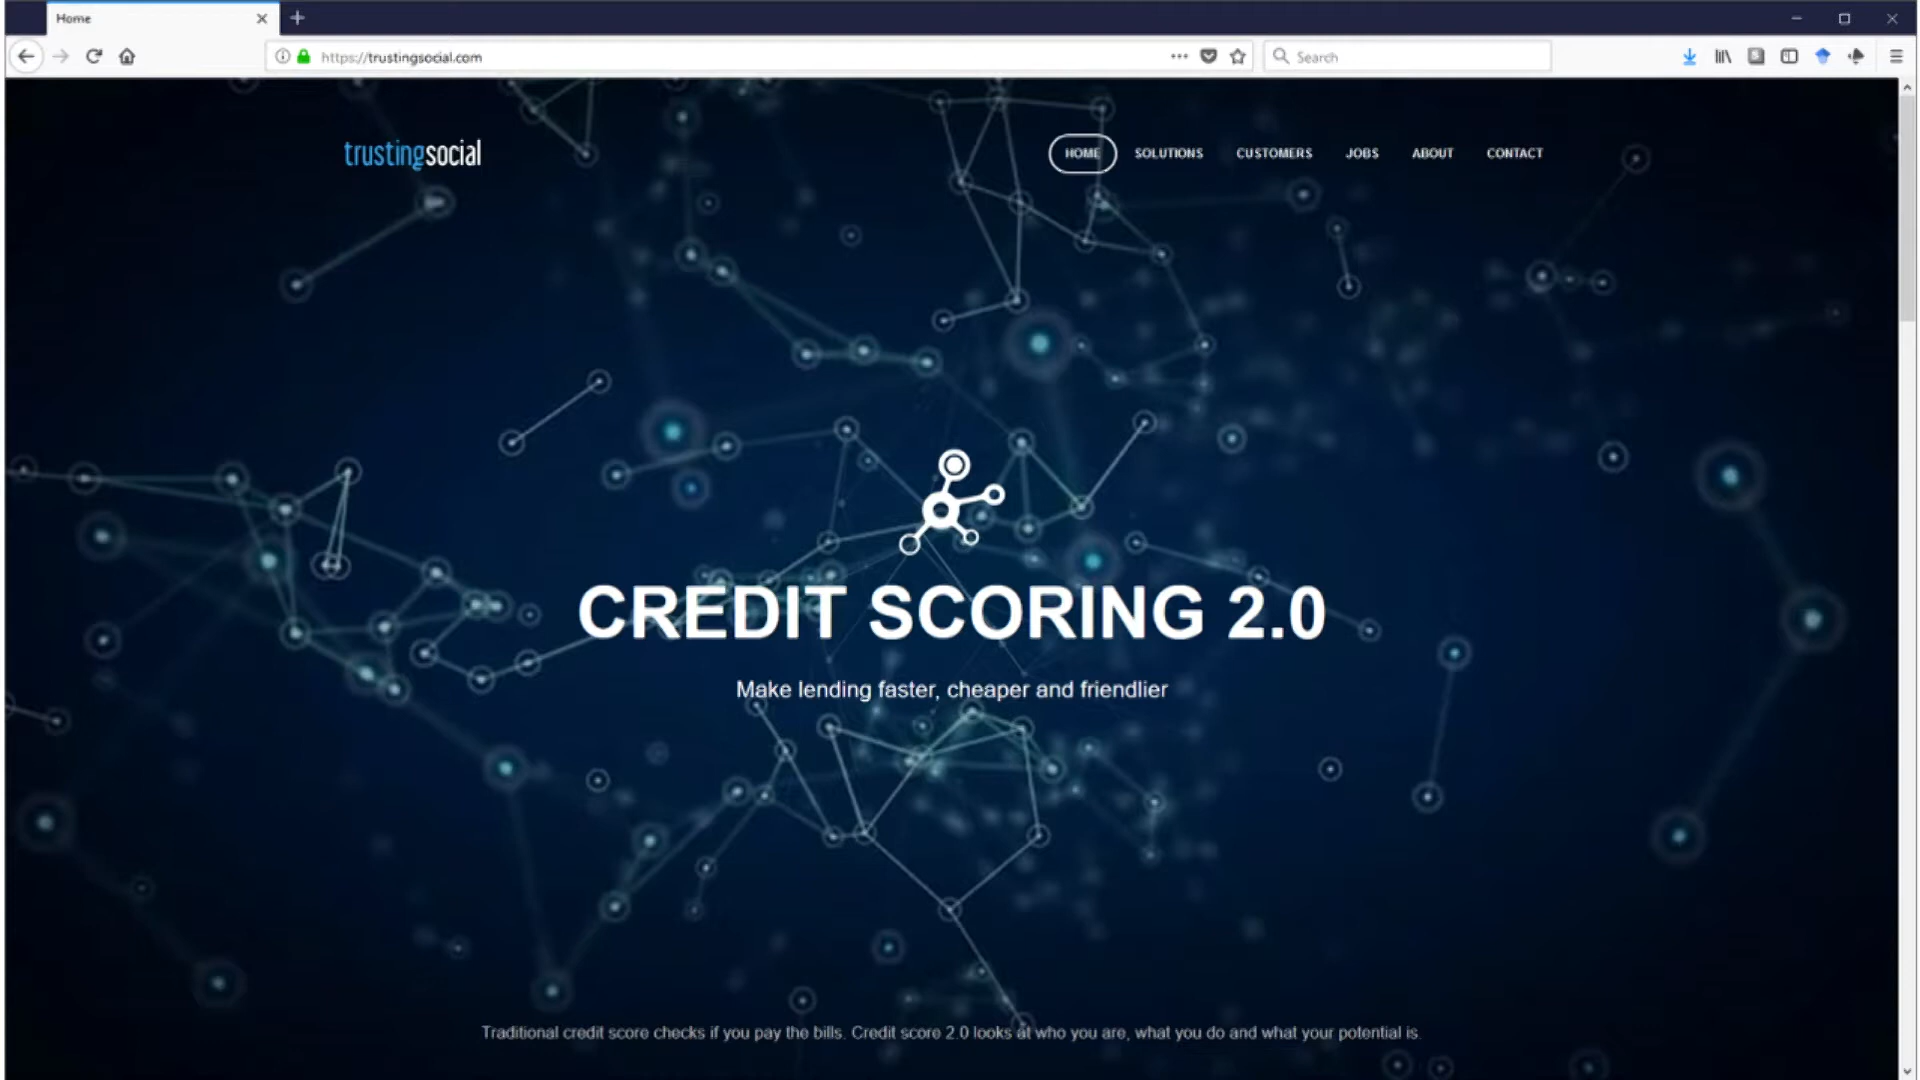 Home
https://trustingsocial.com
Search
trustingsocial
HOME
SOLUTIONS
CUSTOMERS
JOBS
ABOUT
CONTACT
CREDIT SCORING 2.0
Make lending faster, cheaper and friendlier
Traditional credit score checks if you pay the bills. Credit score 2.0 looks at who you are, what you do and what your potential is.